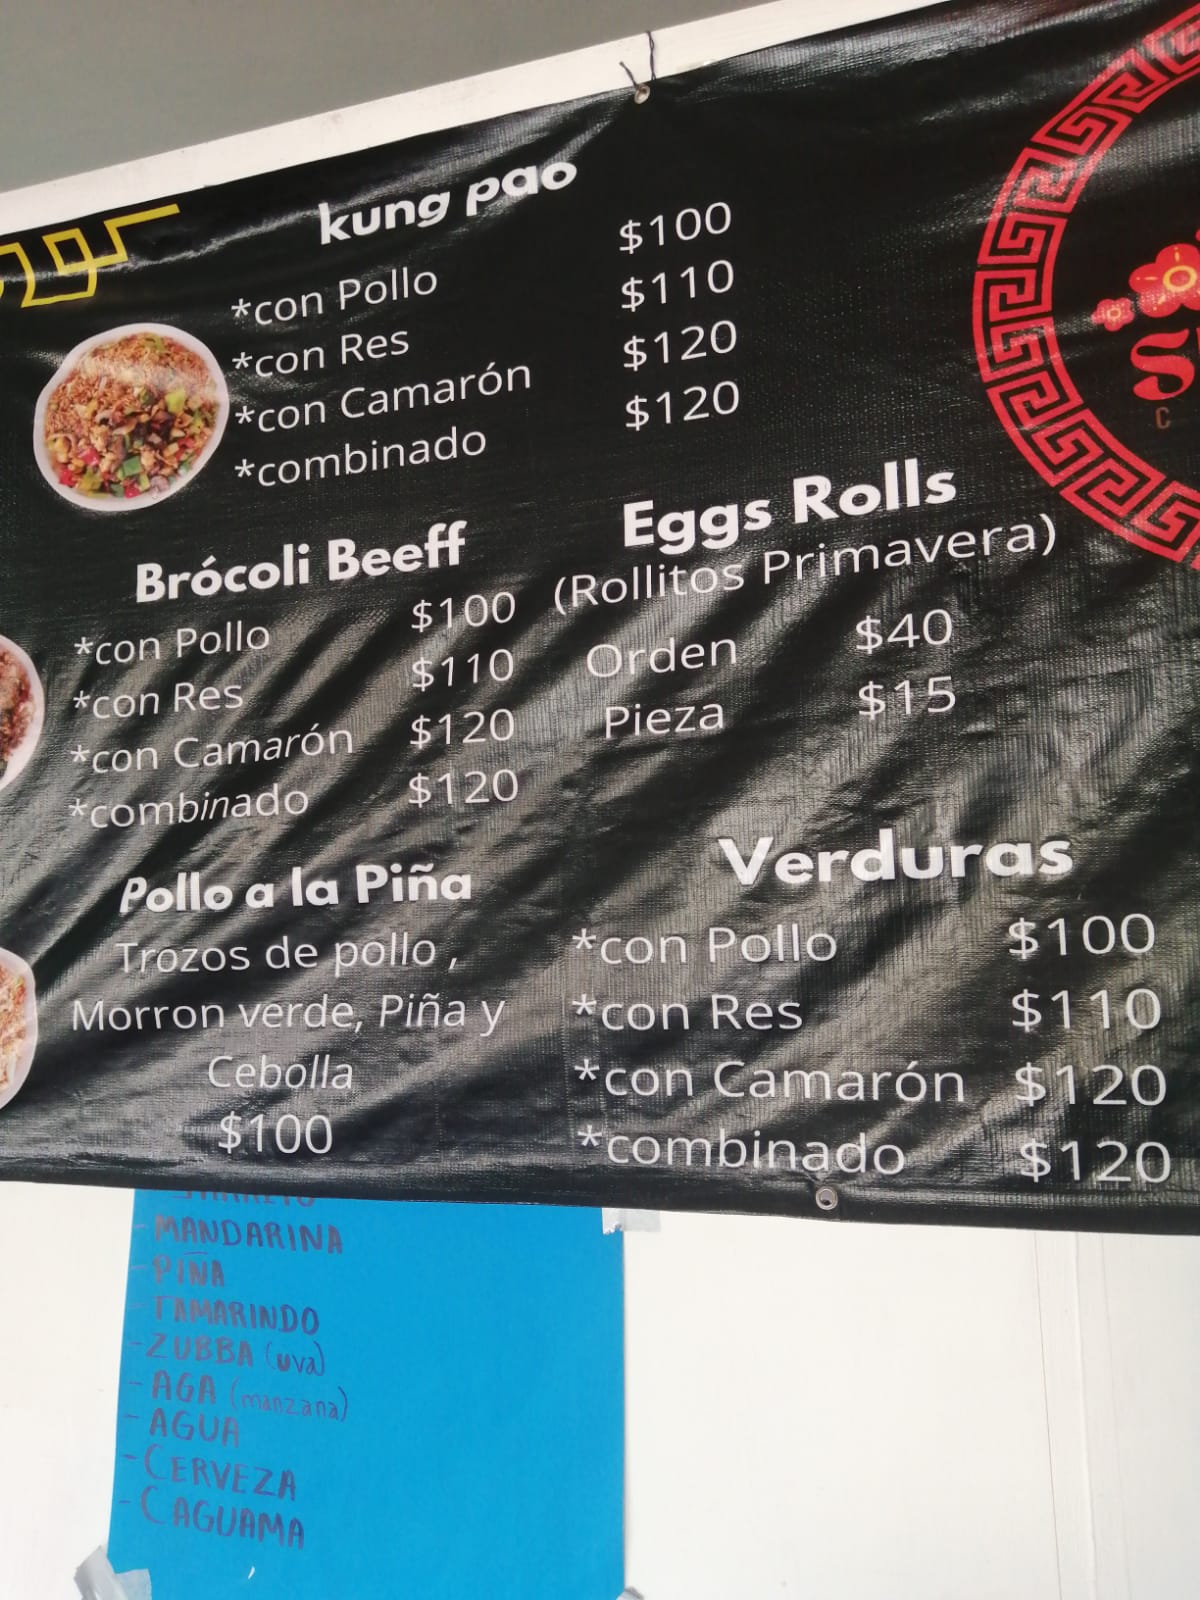 kung pao
*con Pollo $100
*con Res $110
*con Camarón $120
*combinado $120
Brócoli Beeff
*con Pollo $100
*con Res $110
*con Camarón $120
*combinado $120
Eggs Rolls
(Rollitos Primavera)
Orden $40
Pieza $15
Pollo a la Piña
Trozos de pollo ,
Morron verde, Piña y
Cebolla
$100
Verduras
*con Pollo $100
*con Res $110
*con Camarón $120
*combinado $120
- MANDARINA
- PIÑA
- TAMARINDO
- ZUBBA (uva)
- AGA (manzana)
- AGUA
- CERVEZA
- CAGUAMA